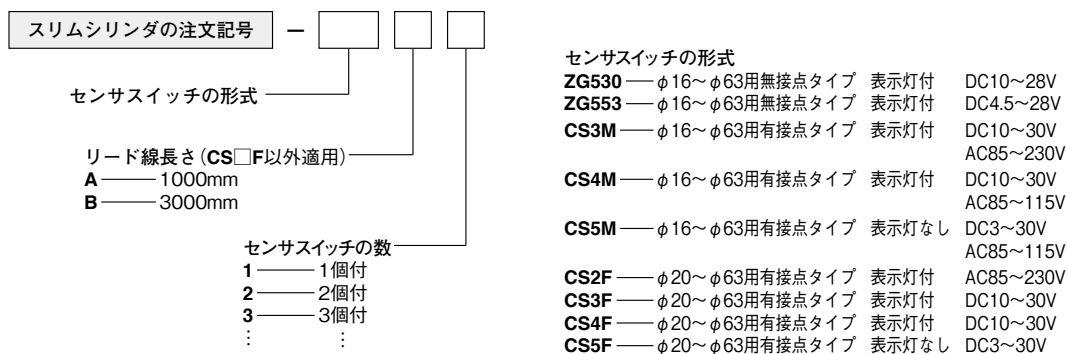 スリムシリンダの注文記号 －
センサスイッチの形式
リード線長さ（CS□F以外適用）
A――1000mm
B――3000mm
センサスイッチの数
1――1個付
2――2個付
3――3個付
⋮ ⋮
センサスイッチの形式
ZG530――φ16～φ63用無接点タイプ 表示灯付 DC10～28V
ZG553――φ16～φ63用無接点タイプ 表示灯付 DC4.5～28V
CS3M――φ16～φ63用有接点タイプ 表示灯付 DC10～30V
AC85～230V
CS4M――φ16～φ63用有接点タイプ 表示灯付 DC10～30V
AC85～115V
CS5M――φ16～φ63用有接点タイプ 表示灯なし DC3～30V
AC85～115V
CS2F――φ20～φ63用有接点タイプ 表示灯付 AC85～230V
CS3F――φ20～φ63用有接点タイプ 表示灯付 DC10～30V
CS4F――φ20～φ63用有接点タイプ 表示灯付 DC10～30V
CS5F――φ20～φ63用有接点タイプ 表示灯なし DC3～30V